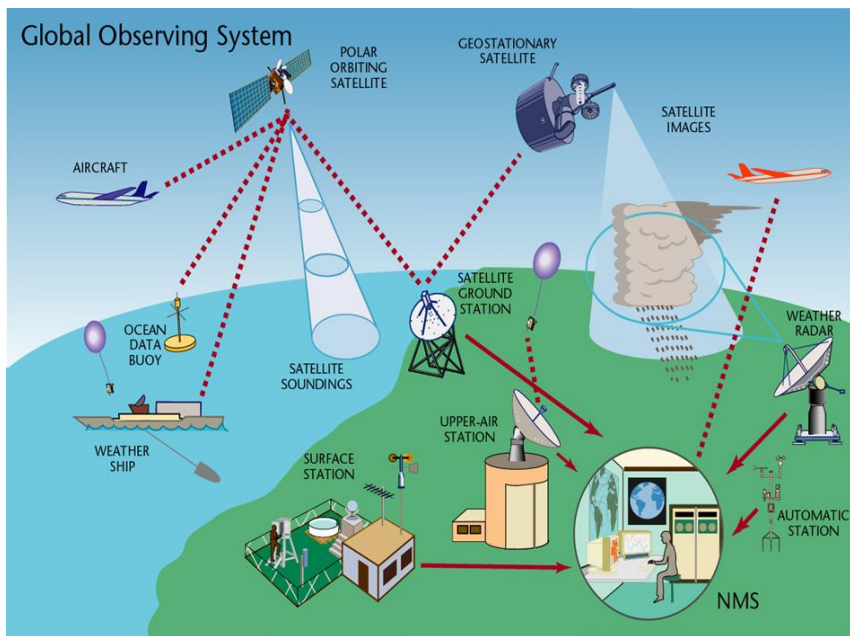 Global Observing System
POLAR
ORBITING
SATELLITE
GEOSTATIONARY
SATELLITE
SATELLITE
IMAGES
AIRCRAFT
SATELLITE
GROUND
STATION
OCEAN
DATA
BUOY
WEATHER
RADAR
SATELLITE
SOUNDINGS
WEATHER
SHIP
UPPER-AIR
STATION
SURFACE
STATION
AUTOMATIC
STATION
NMS